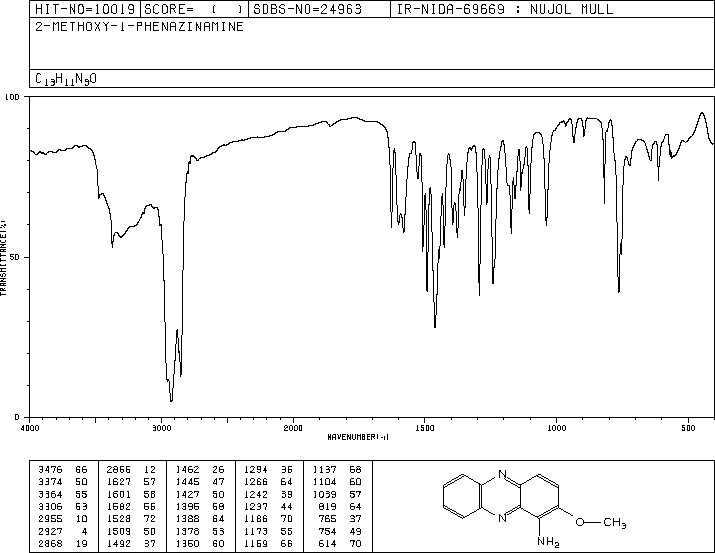 HIT-NO=10019 SCORE= ( ) SDBS-NO=24963 IR-NIDA-69669 : NUJOL MULL
2-METHOXY-1-PHENAZINAMINE
C13H11N3O
100
50
0
TRANSMITTANCE(%)
4000 3000 2000 1500 1000 500
WAVENUMBER(-1)
3476 66 2856 12 1462 26 1294 36 1137 68
3374 50 1627 57 1445 47 1266 64 1104 60
3364 55 1601 58 1427 50 1242 39 1039 57
3306 53 1582 55 1396 58 1237 44 819 64
2955 10 1528 72 1388 64 1186 70 765 37
2927 4 1509 50 1378 53 1173 55 754 49
2868 19 1492 37 1350 60 1159 66 614 70
N
N
O
CH3
NH2